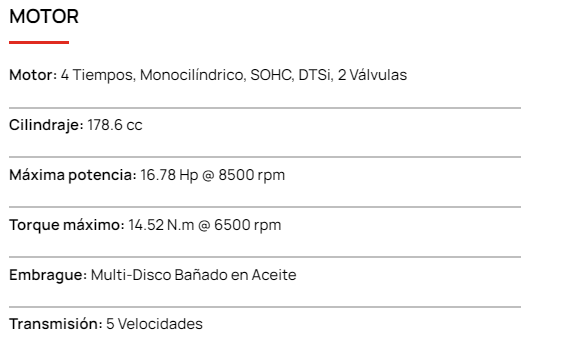 MOTOR
Motor: 4 Tiempos, Monocilíndrico, SOHC, DTSi, 2 Válvulas
Cilindraje: 178.6 cc
Máxima potencia: 16.78 Hp @ 8500 rpm
Torque máximo: 14.52 N.m @ 6500 rpm
Embrague: Multi-Disco Bañado en Aceite
Transmisión: 5 Velocidades